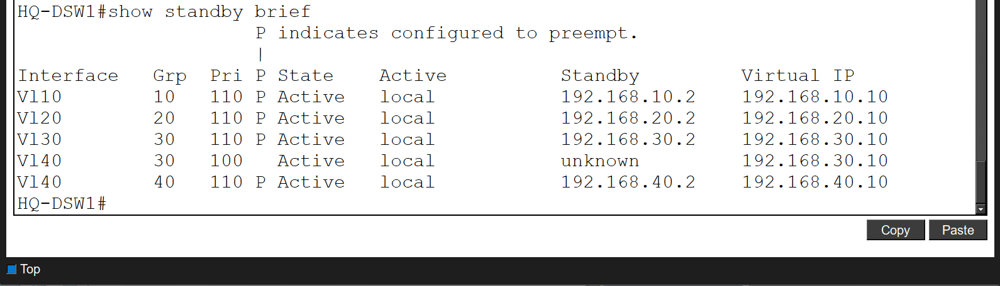 HQ-DSW1#show standby brief
P indicates configured to preempt.
|
Interface Grp Pri P State Active Standby Virtual IP
Vl10 10 110 P Active local 192.168.10.2 192.168.10.10
Vl20 20 110 P Active local 192.168.20.2 192.168.20.10
Vl30 30 110 P Active local 192.168.30.2 192.168.30.10
Vl40 30 100 Active local unknown 192.168.30.10
Vl40 40 110 P Active local 192.168.40.2 192.168.40.10
HQ-DSW1#
Copy Paste
Top